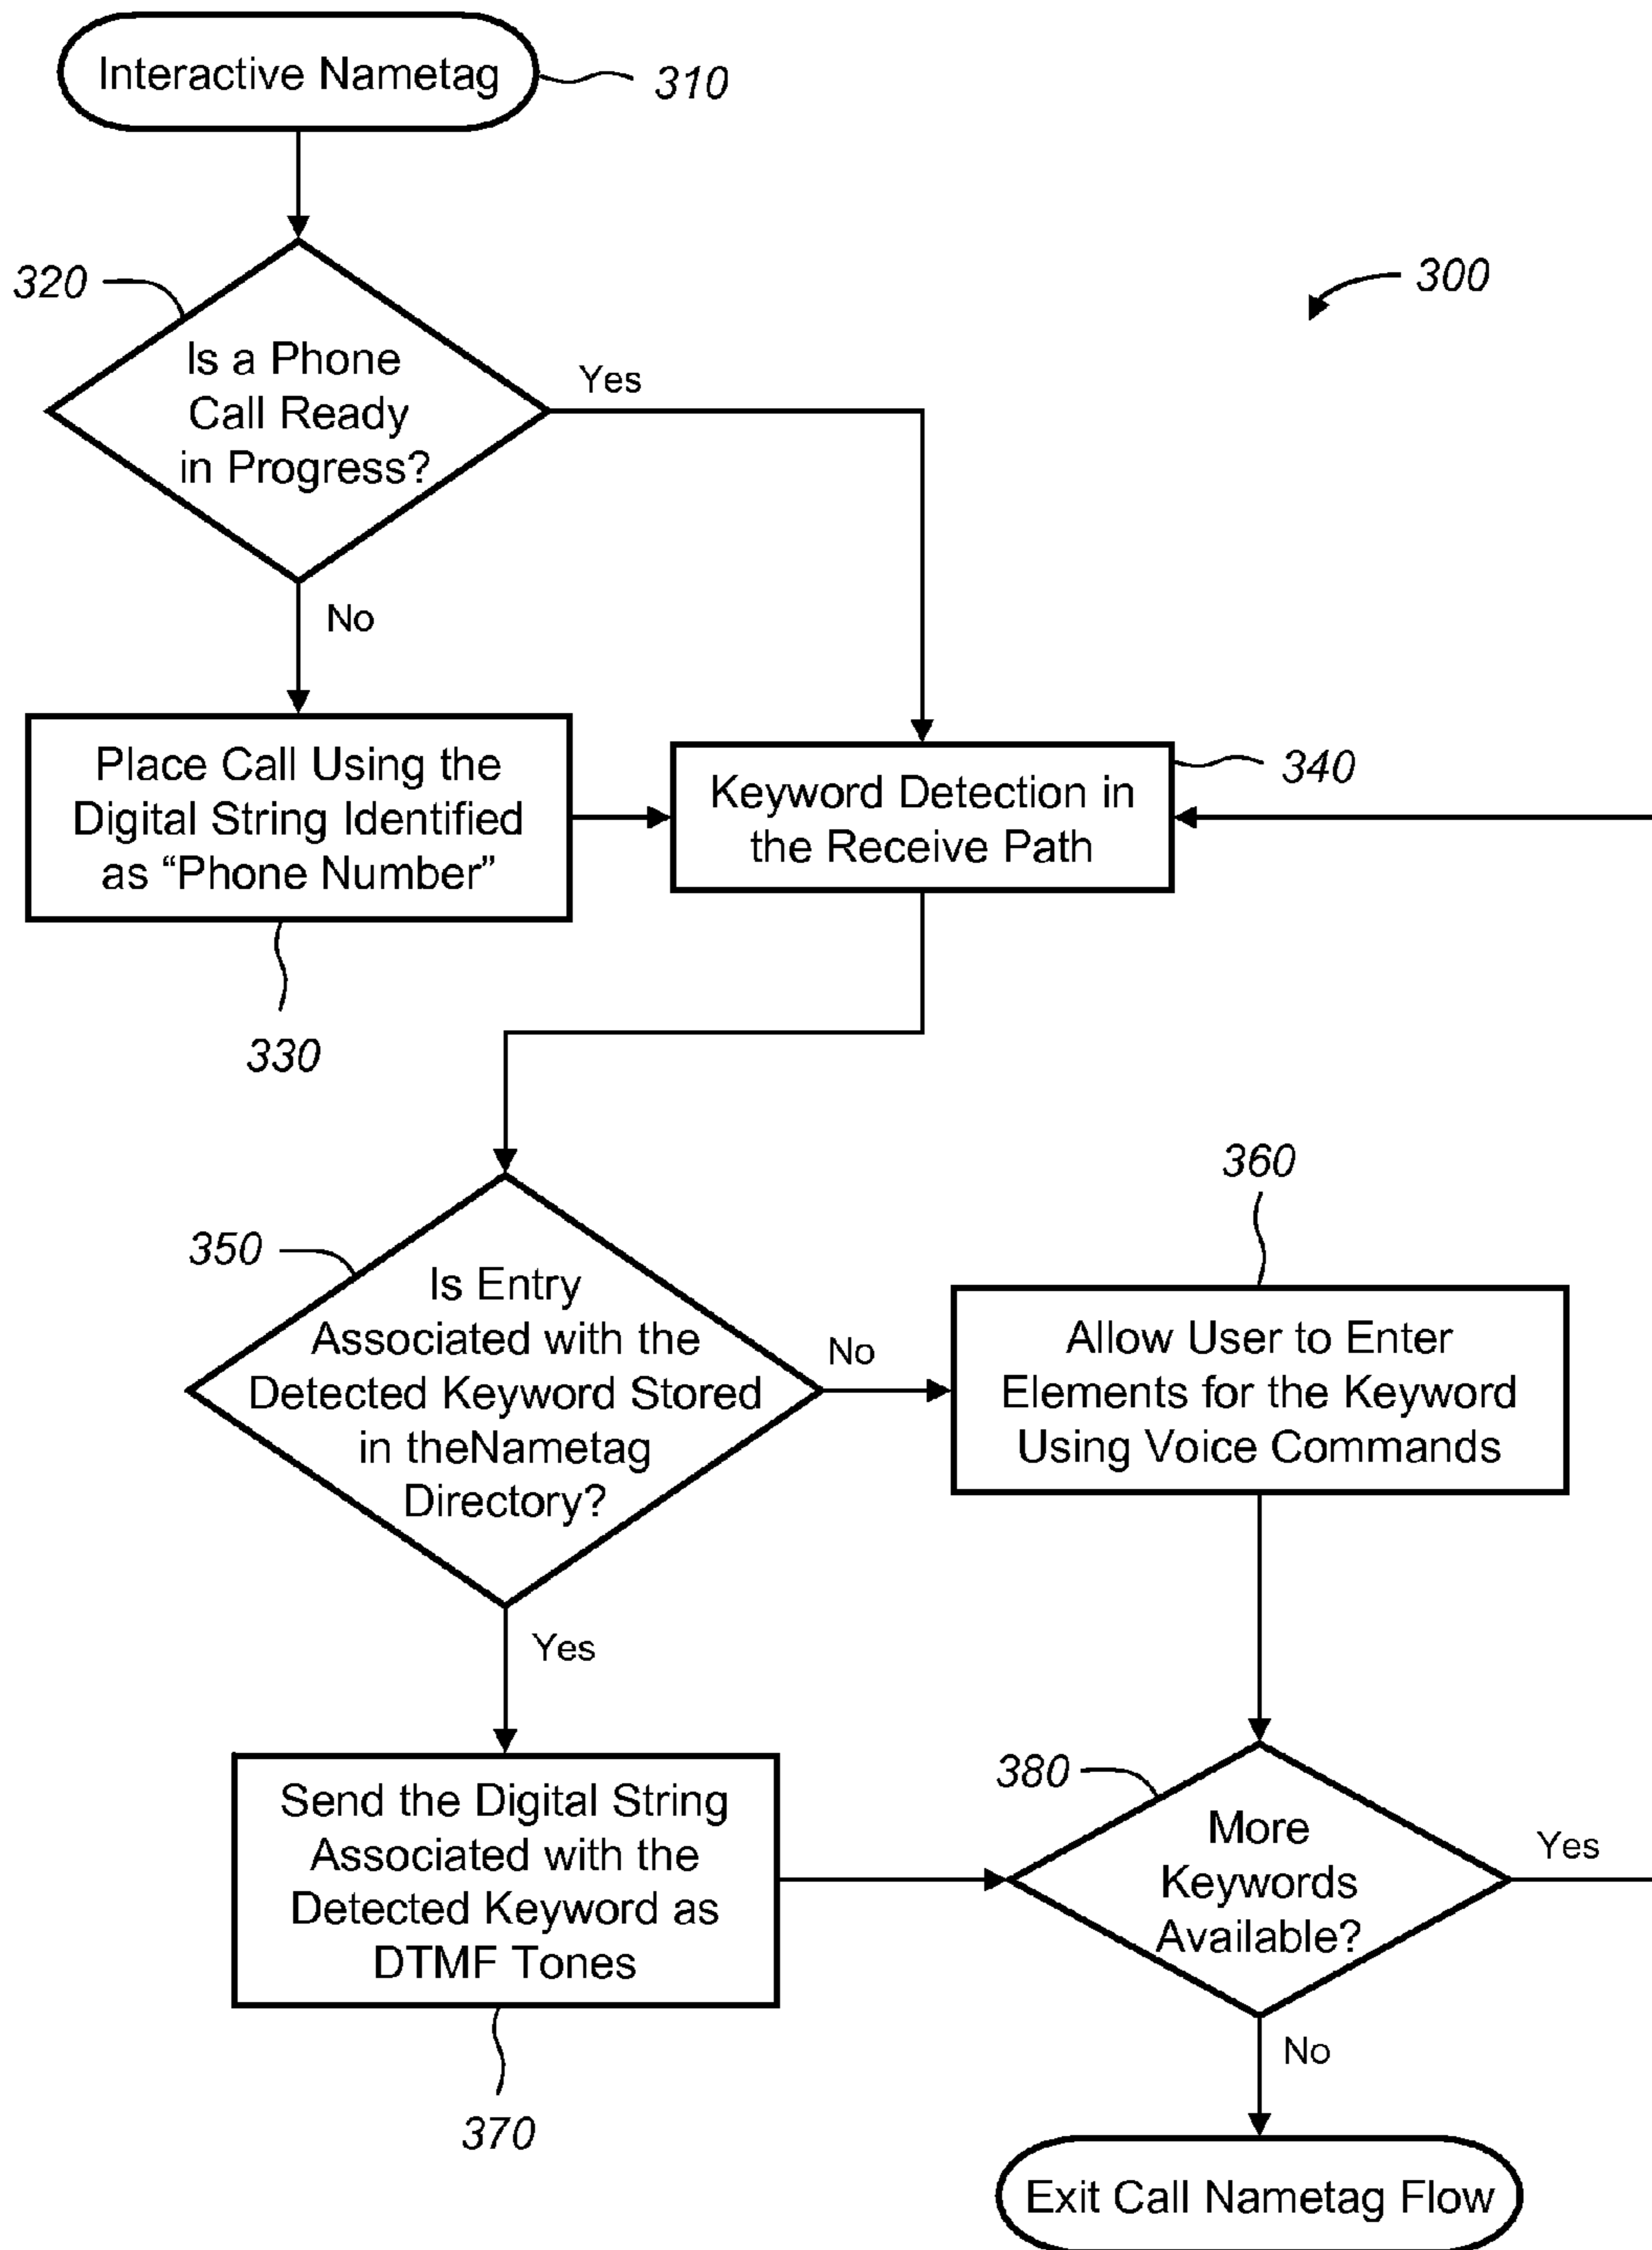 Interactive Nametag
310
320
300
Is a Phone
Call Ready
in Progress?
Yes
No
Place Call Using the
Digital String Identified
as “Phone Number”
330
Keyword Detection in
the Receive Path
340
350
Is Entry
Associated with the
Detected Keyword Stored
in theNametag
Directory?
No
Yes
360
Allow User to Enter
Elements for the Keyword
Using Voice Commands
Send the Digital String
Associated with the
Detected Keyword as
DTMF Tones
370
380
More
Keywords
Available?
Yes
No
Exit Call Nametag Flow